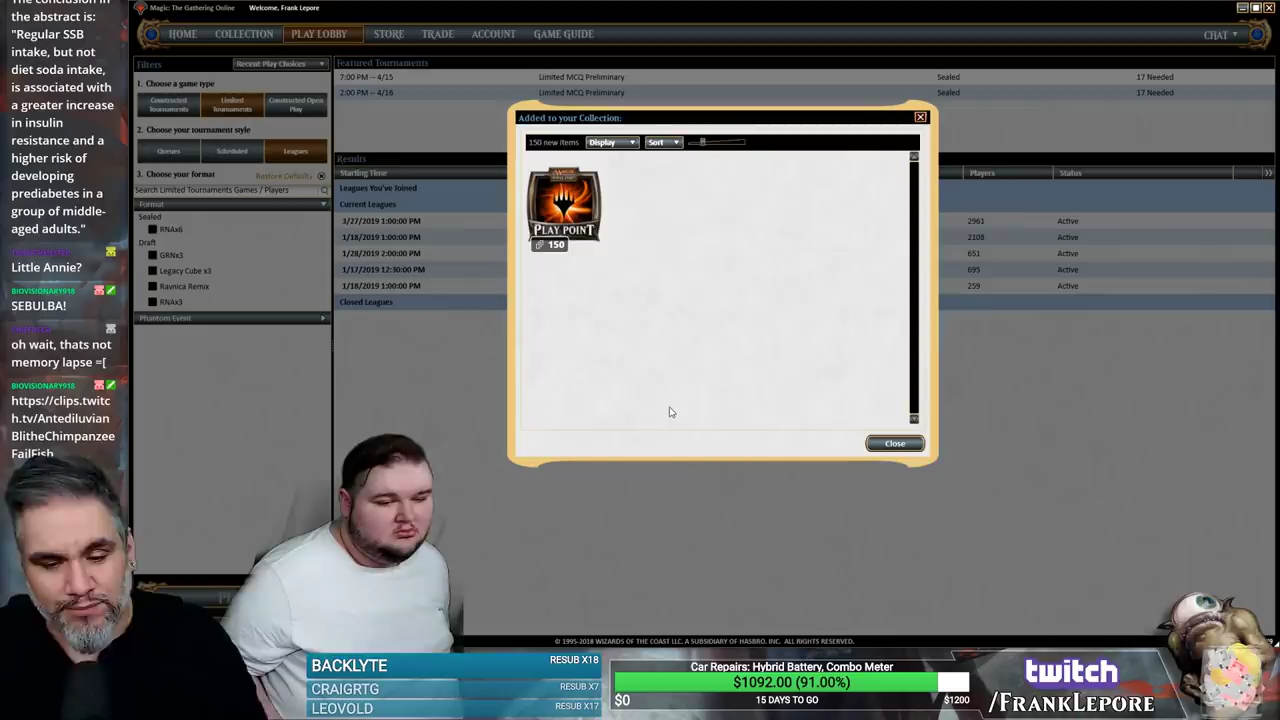 The conclusion in
the abstract is:
"Regular SSB
intake, but not
diet soda intake,
is associated with
a greater increase
in insulin
resistance and a
higher risk of
developing
prediabetes in a
group of middle-
aged adults."
Little Annie?
BIOVISIONARY918
SEBULBA!
oh wait, thats not
memory lapse =[
BIOVISIONARY918
https://clips.twitc
h.tv/Antediluvian
BlitheChimpanzee
FailFish
Magic: The Gathering Online
Welcome, Frank Lepore
HOME
COLLECTION
PLAY LOBBY
STORE
TRADE
ACCOUNT
GAME GUIDE
CHAT
Filters
Recent Play Choices
1. Choose a game type
Constructed Tournaments
Limited Tournaments
Constructed Open Play
2. Choose your tournament style
Queues
Scheduled
Leagues
3. Choose your format
Restore Defaults
Search Limited Tournaments Games / Players
Format
Sealed
RNAx6
Draft
GRNx3
Legacy Cube x3
Ravnica Remix
RNAx3
Phantom Event
Featured Tournaments
7:00 PM -- 4/15 Limited MCQ Preliminary Sealed 17 Needed
2:00 PM -- 4/16 Limited MCQ Preliminary Sealed 17 Needed
Results
Starting Time Players Status
Leagues You've Joined
Current Leagues
3/27/2019 1:00:00 PM 2961 Active
1/18/2019 1:00:00 PM 2108 Active
1/28/2019 2:00:00 PM 651 Active
1/17/2019 12:30:00 PM 695 Active
1/18/2019 1:00:00 PM 259 Active
Closed Leagues
Added to your Collection:
150 new items
Display
Sort
PLAY POINT
150
Close
© 1995-2018 WIZARDS OF THE COAST LLC. A SUBSIDIARY OF HASBRO, INC. ALL RIGHTS RESERVED.
BACKLYTE RESUB X18
CRAIGRTG RESUB X7
LEOVOLD RESUB X17
Car Repairs: Hybrid Battery, Combo Meter
$1092.00 (91.00%)
$0 15 DAYS TO GO $1200
twitch
/FRANKLEPORE